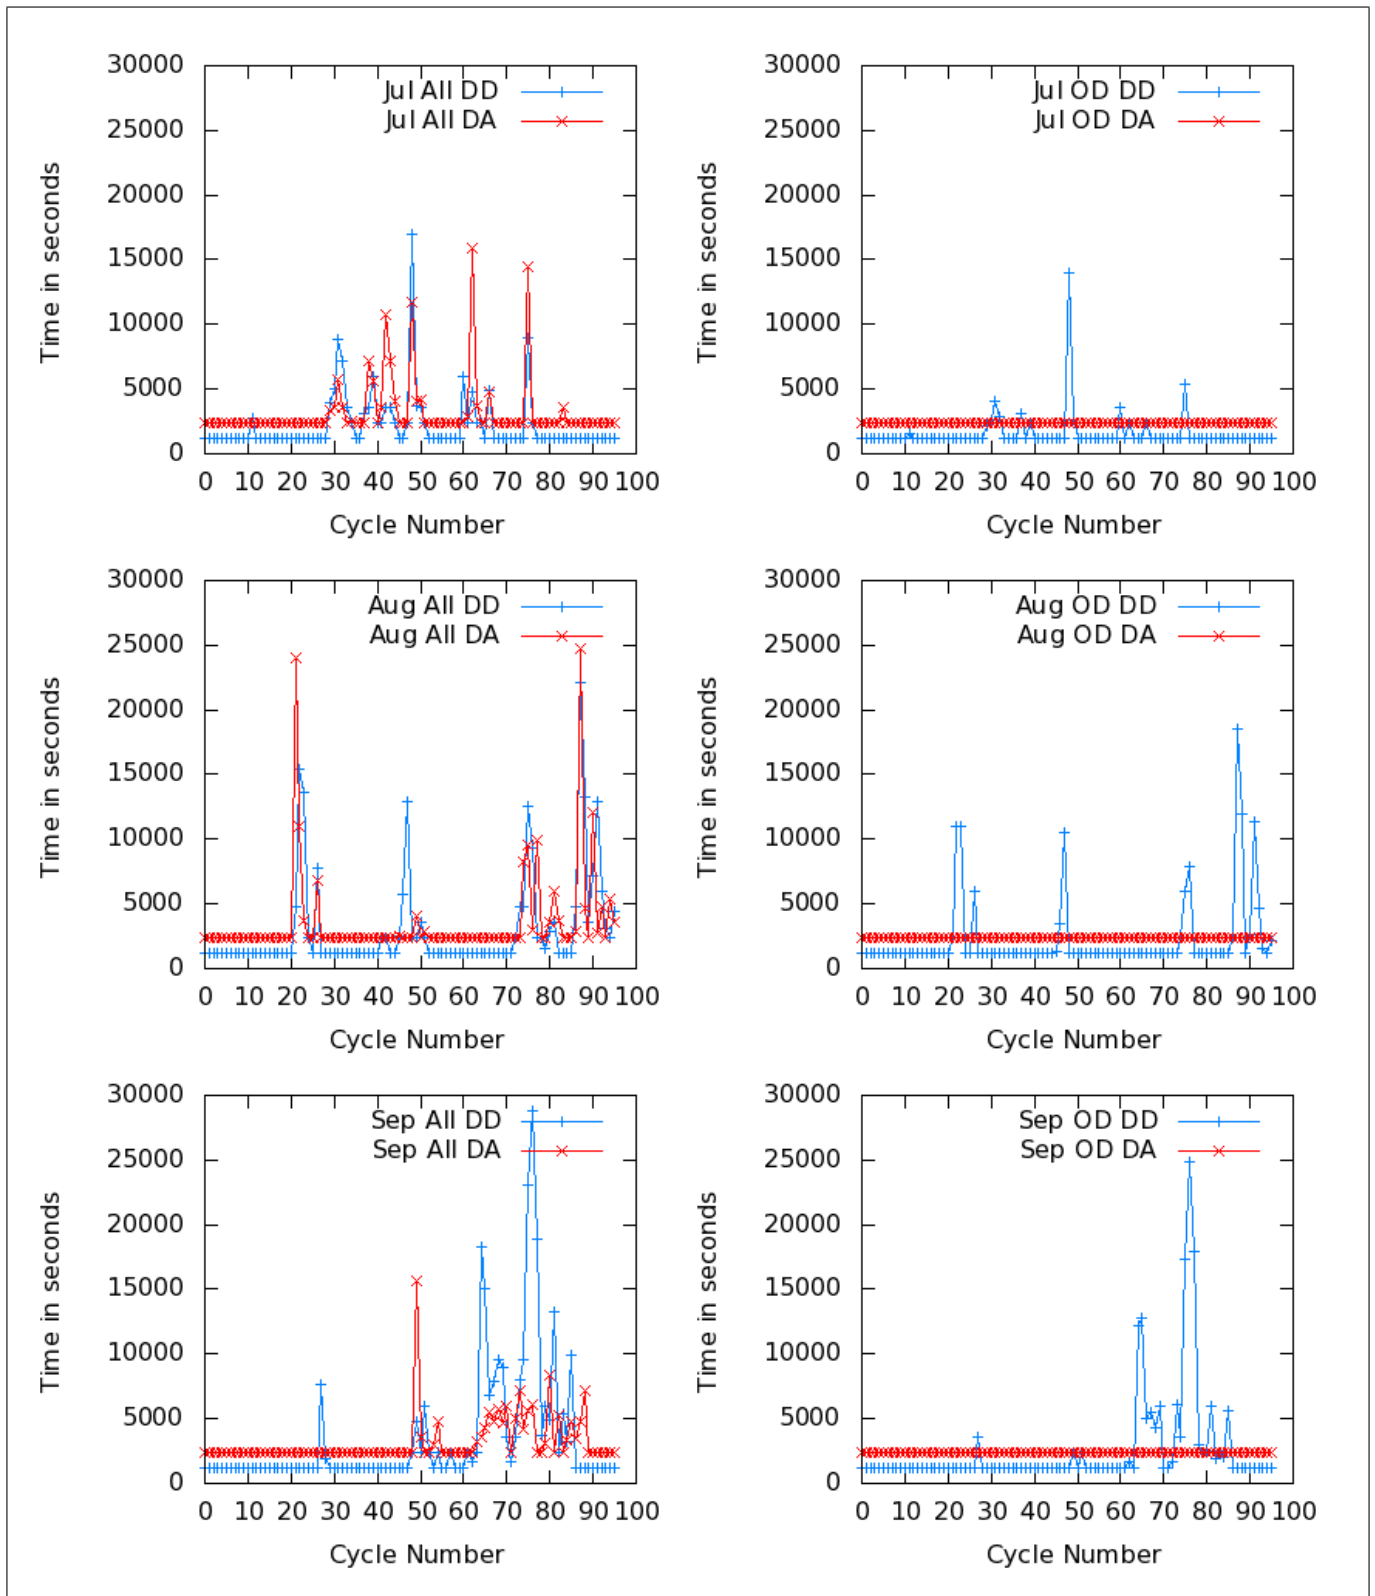 30000
25000
20000
15000
10000
5000
0
0 10 20 30 40 50 60 70 80 90 100
Time in seconds
Cycle Number
Jul All DD
Jul All DA
30000
25000
20000
15000
10000
5000
0
0 10 20 30 40 50 60 70 80 90 100
Time in seconds
Cycle Number
Jul OD DD
Jul OD DA
30000
25000
20000
15000
10000
5000
0
0 10 20 30 40 50 60 70 80 90 100
Time in seconds
Cycle Number
Aug All DD
Aug All DA
30000
25000
20000
15000
10000
5000
0
0 10 20 30 40 50 60 70 80 90 100
Time in seconds
Cycle Number
Aug OD DD
Aug OD DA
30000
25000
20000
15000
10000
5000
0
0 10 20 30 40 50 60 70 80 90 100
Time in seconds
Cycle Number
Sep All DD
Sep All DA
30000
25000
20000
15000
10000
5000
0
0 10 20 30 40 50 60 70 80 90 100
Time in seconds
Cycle Number
Sep OD DD
Sep OD DA